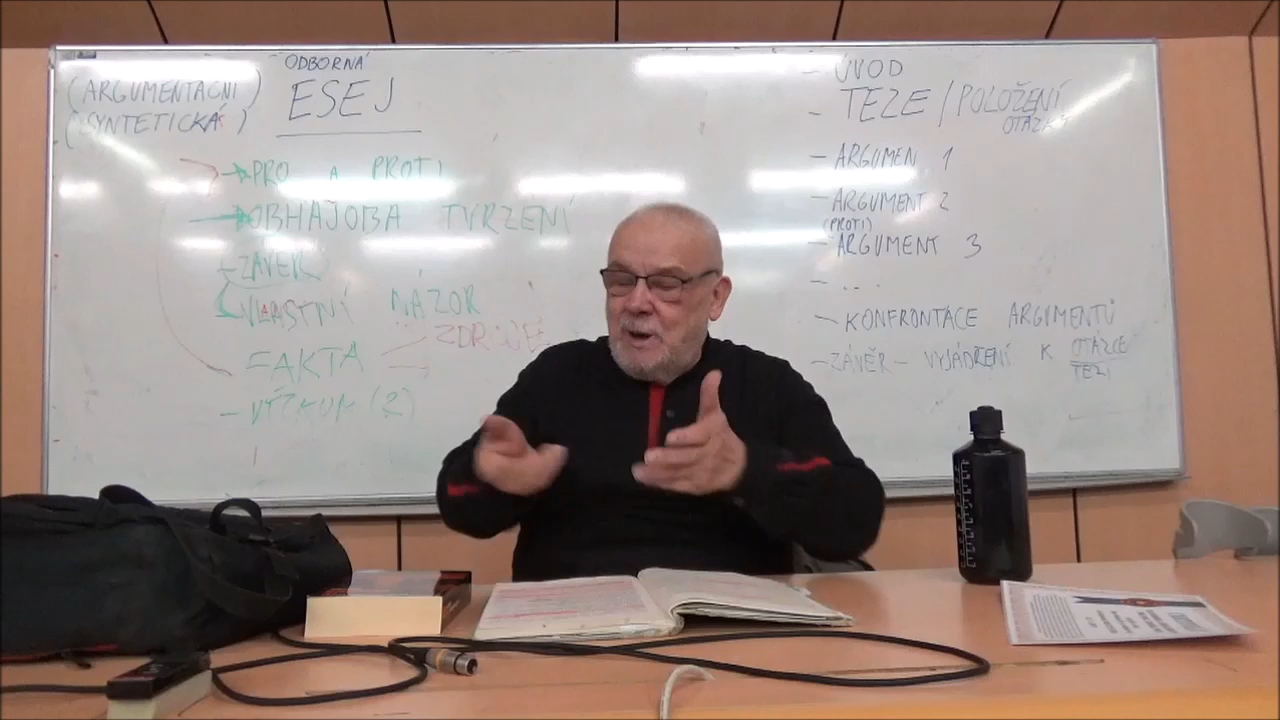 ODBORNÁ
(ARGUMENTAČNÍ)
ESEJ
(SYNTETICKÁ)
PRO A PROTI
OBHAJOBA TVRZENÍ
- ZÁVĚR
VLASTNÍ NÁZOR
ZDROJE
FAKTA
- VÝZKUM (?)
- ÚVOD
- TEZE / POLOŽENÍ
OTÁZKY
- ARGUMEN 1
- ARGUMENT 2
(PROTI)
- ARGUMENT 3
- ...
- KONFRONTACE ARGUMENTŮ
- ZÁVĚR - VYJÁDŘENÍ K OTÁZCE
TEZI